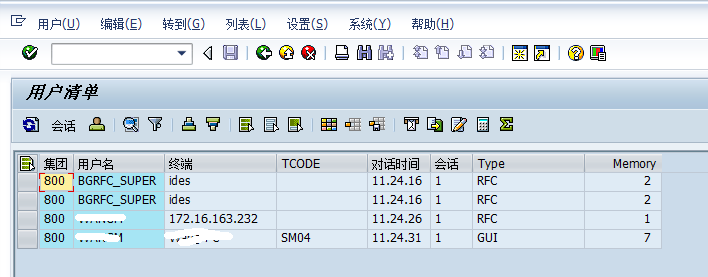 用户(U) 编辑(E) 转到(G) 列表(L) 设置(S) 系统(Y) 帮助(H)
用户清单
会话
集团 用户名 终端 TCODE 对话时间 会话 Type Memory
800 BGRFC_SUPER ides 11.24.16 1 RFC 2
800 BGRFC_SUPER ides 11.24.16 1 RFC 2
800 172.16.163.232 11.24.26 1 RFC 1
800 SM04 11.24.31 1 GUI 7